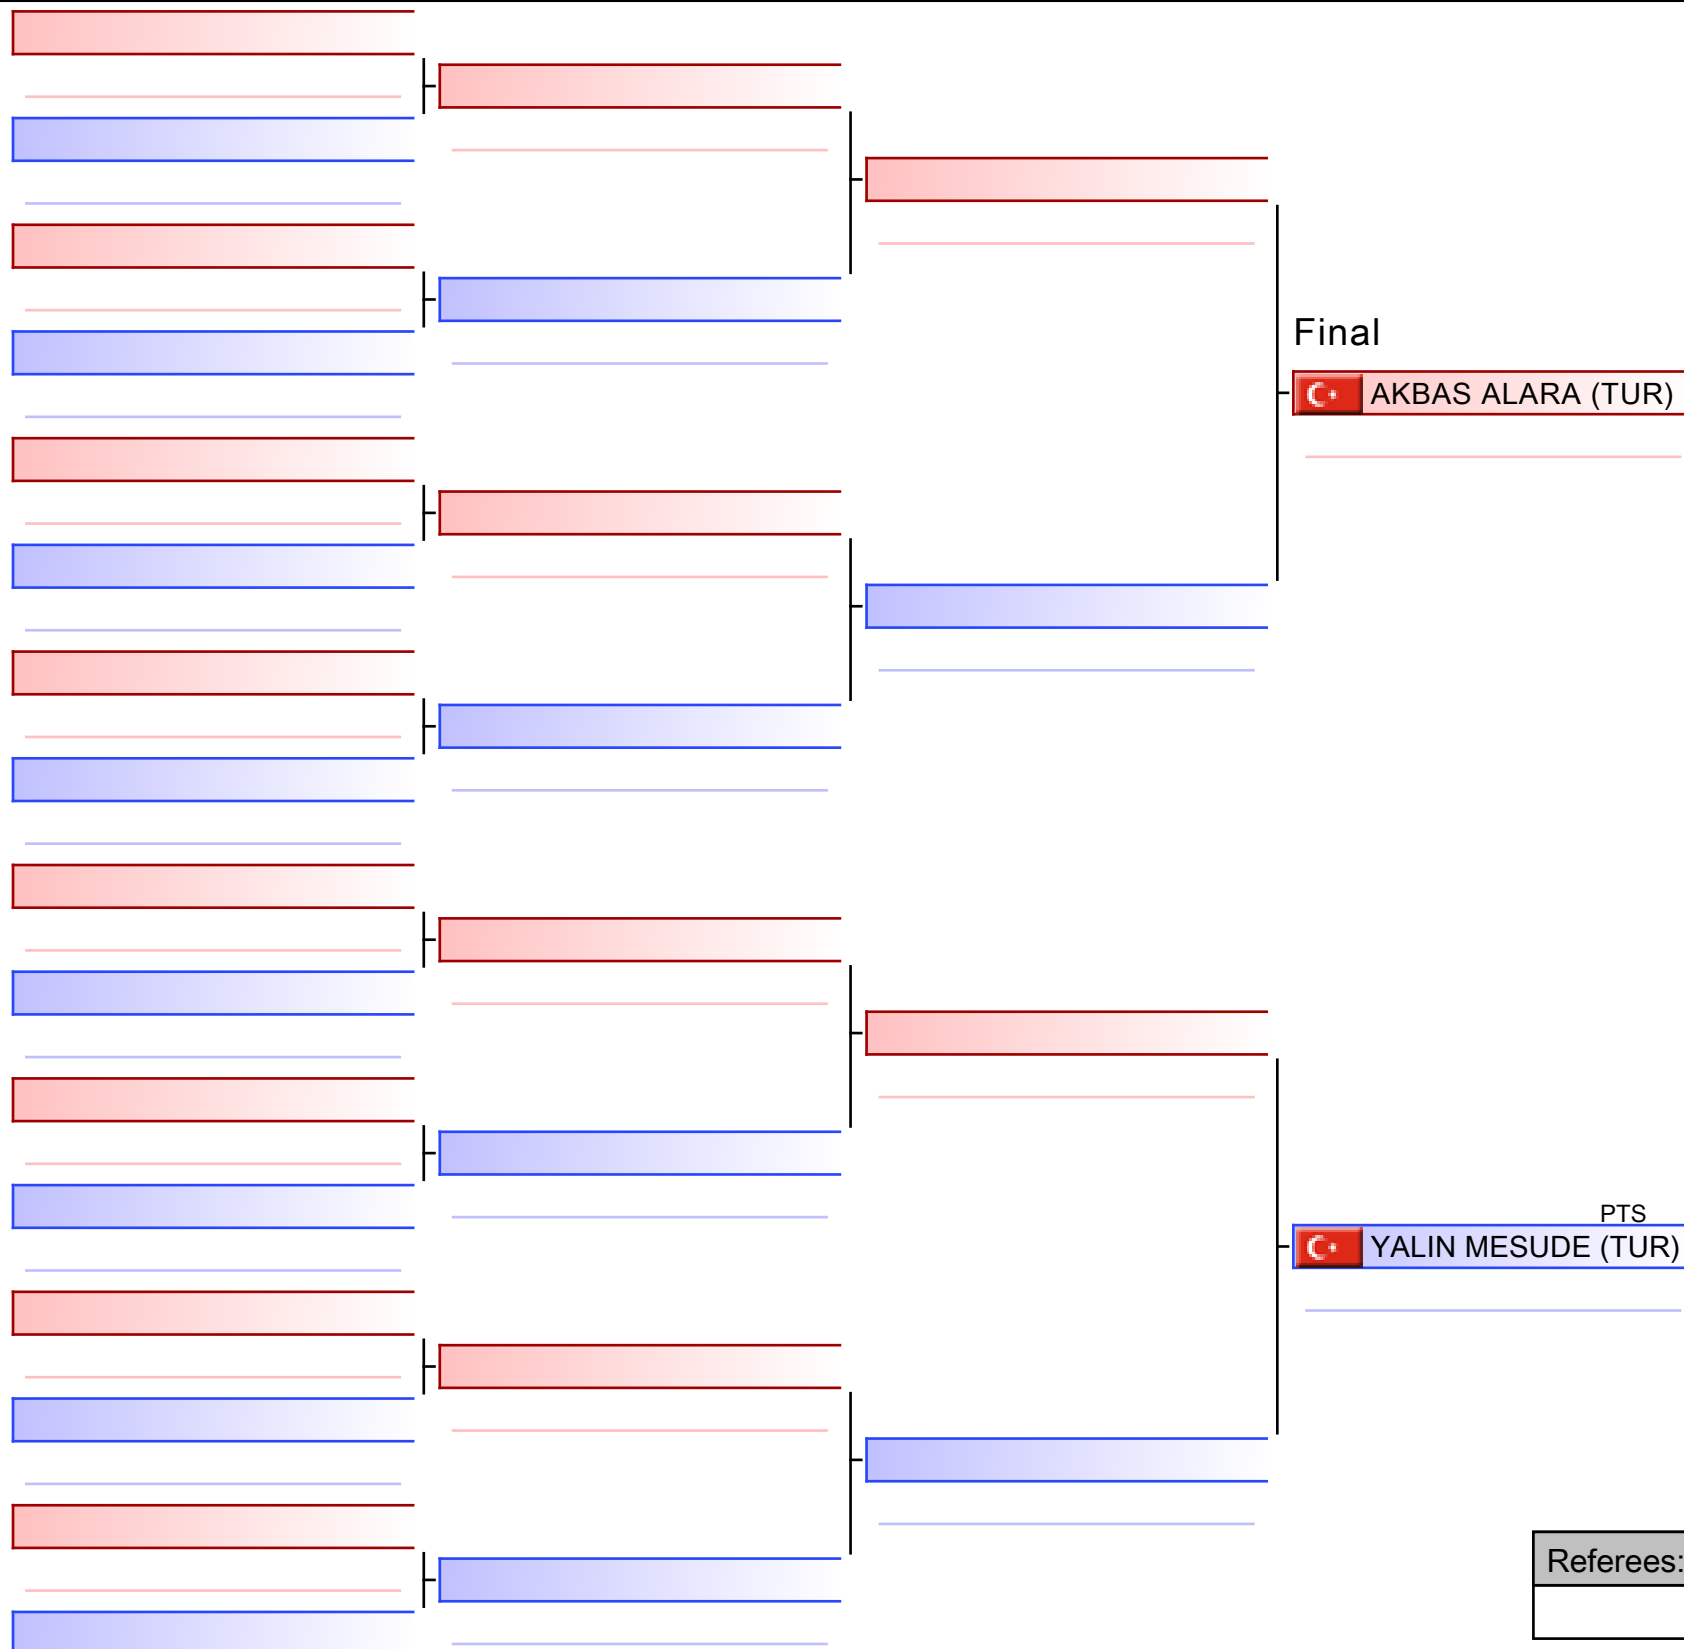 Final
AKBAS ALARA (TUR)
PTS
YALIN MESUDE (TUR)
Referees: